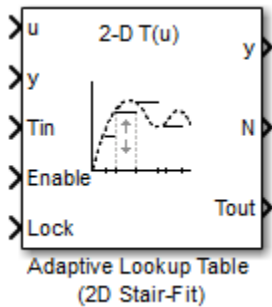 2-D T(u)
u
y
Tin
Enable
Lock
y
N
Tout
Adaptive Lookup Table
(2D Stair-Fit)